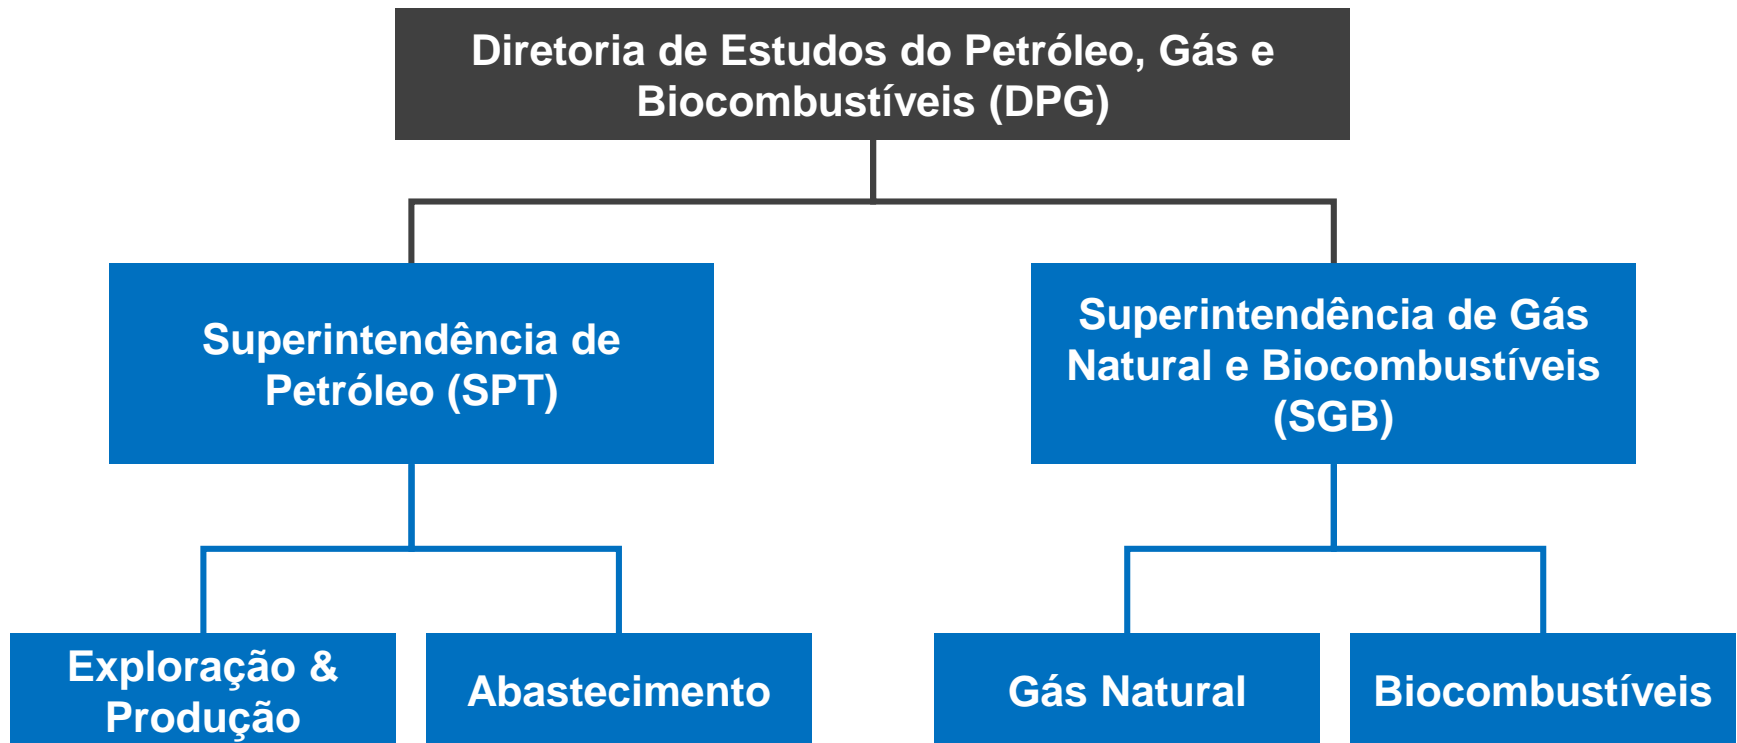 Diretoria de Estudos do Petróleo, Gás e
Biocombustíveis (DPG)
Superintendência de
Petróleo (SPT)
Superintendência de Gás
Natural e Biocombustíveis
(SGB)
Exploração &
Produção
Abastecimento
Gás Natural
Biocombustíveis